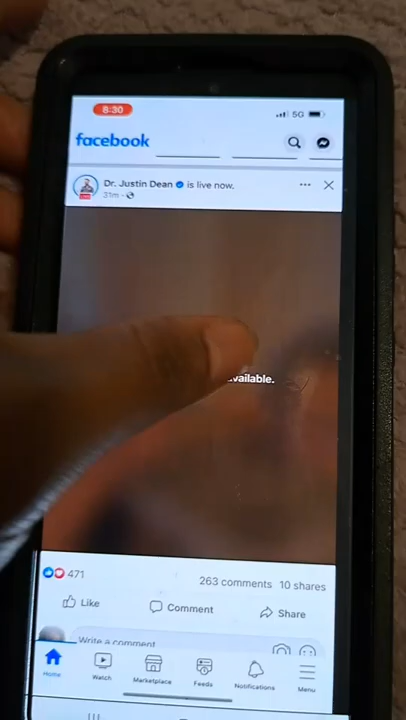 8:30
5G
facebook
Dr. Justin Dean is live now.
31m
available.
471
263 comments 10 shares
Like
Comment
Share
Write a comment
Home
Watch
Marketplace
Feeds
Notifications
Menu